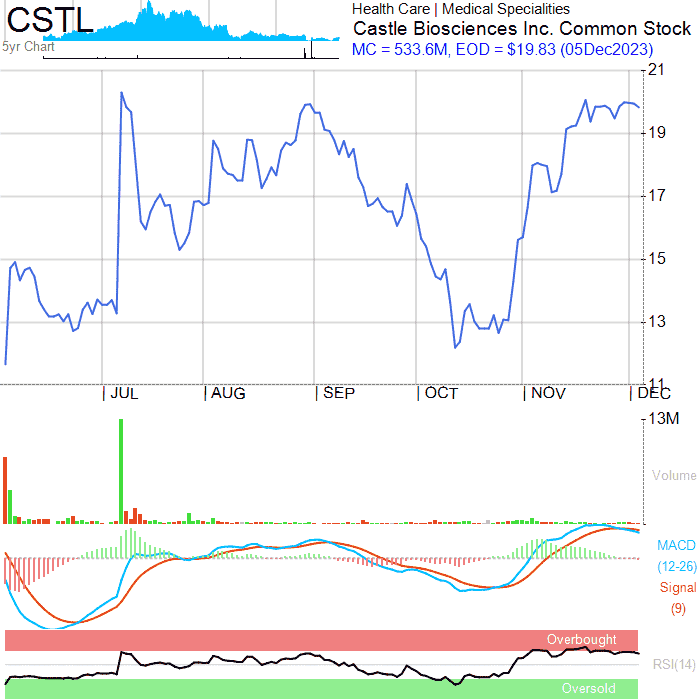 CSTL
5yr Chart
Health Care | Medical Specialities
Castle Biosciences Inc. Common Stock
MC = 533.6M, EOD = $19.83 (05Dec2023)
21
19
17
15
13
11
| JUL | AUG | SEP | OCT | NOV | DEC
13M
Volume
MACD
(12-26)
Signal
(9)
Overbought
RSI(14)
Oversold